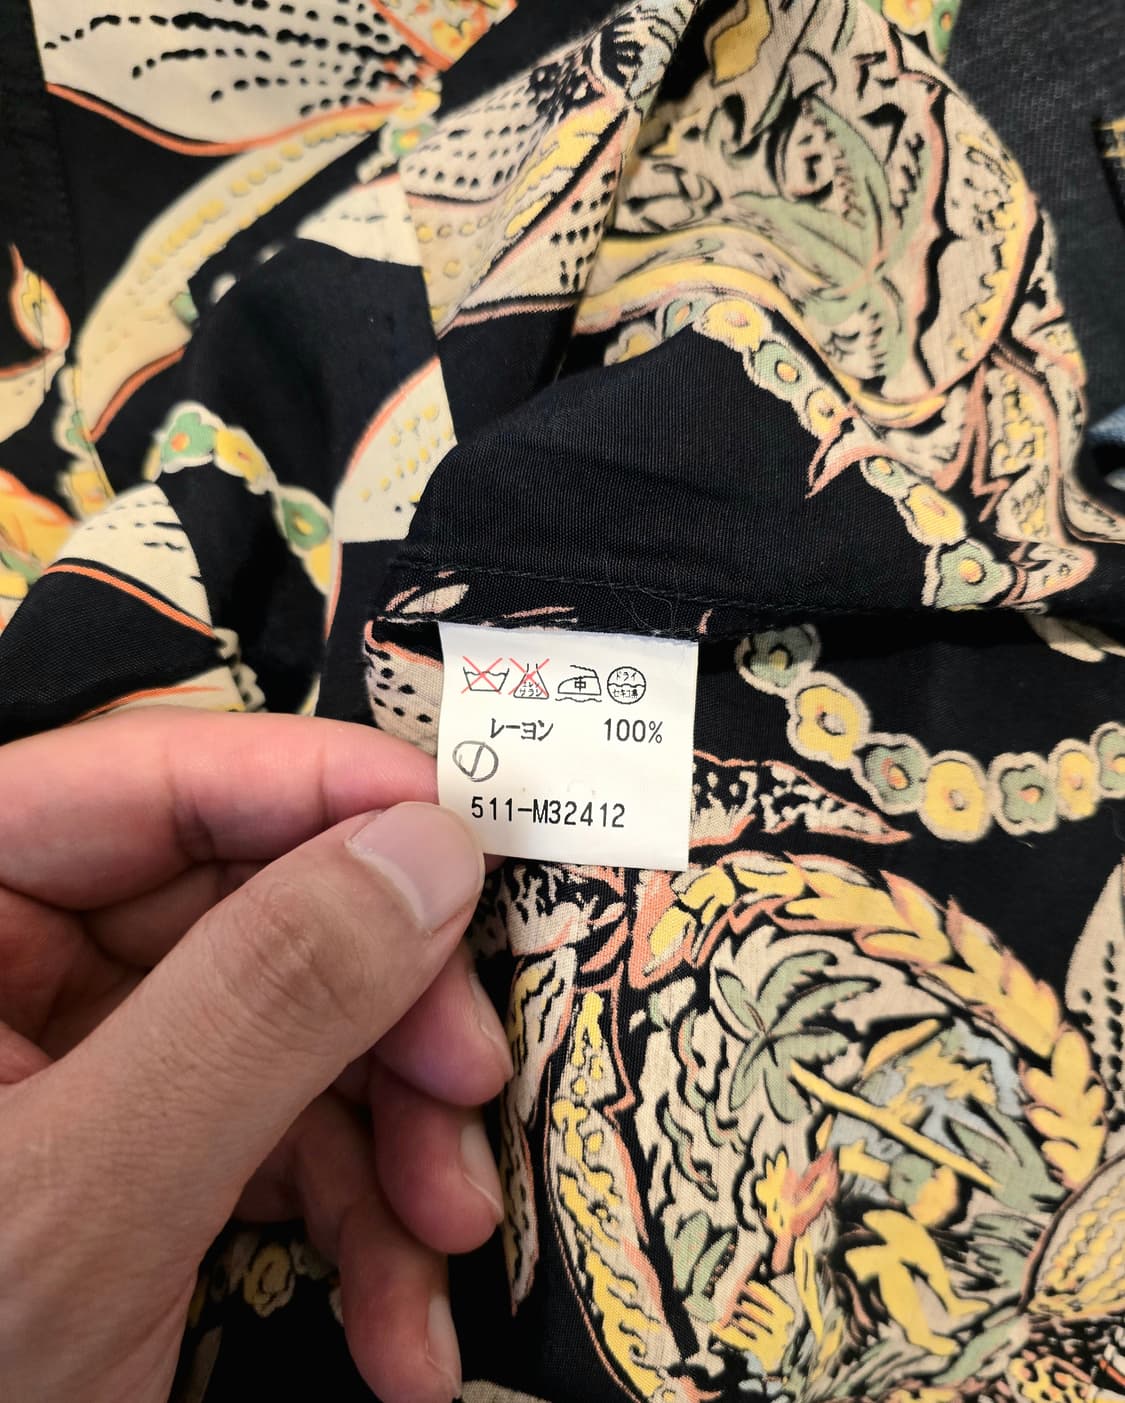 エンソ サラシ 中 ドライ セキユ系
レーヨン 100%
511-M32412